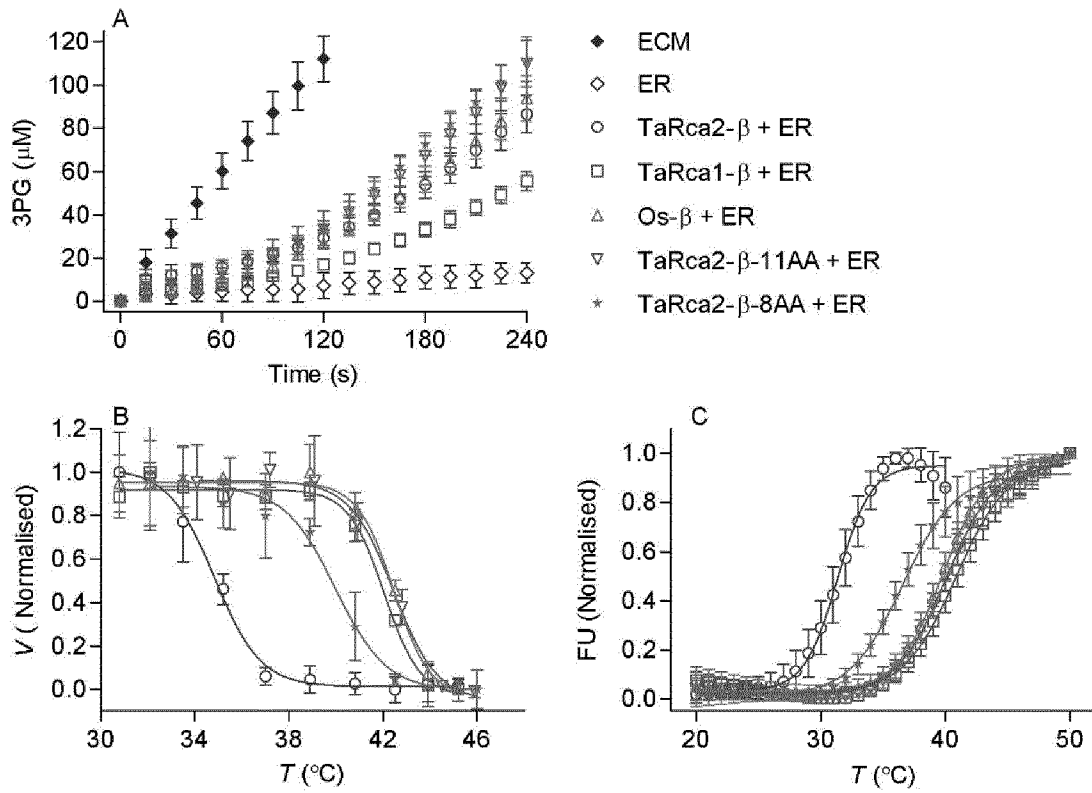 A
120
100
80
60
40
20
0
3PG (μM)
0
60
120
180
240
Time (s)
ECM
ER
TaRca2-β + ER
TaRca1-β + ER
Os-β + ER
TaRca2-β-11AA + ER
TaRca2-β-8AA + ER
B
1.2
1.0
0.8
0.6
0.4
0.2
0.0
V ( Normalised)
30
34
38
42
46
T (°C)
C
1.0
0.8
0.6
0.4
0.2
0.0
FU (Normalised)
20
30
40
50
T (°C)